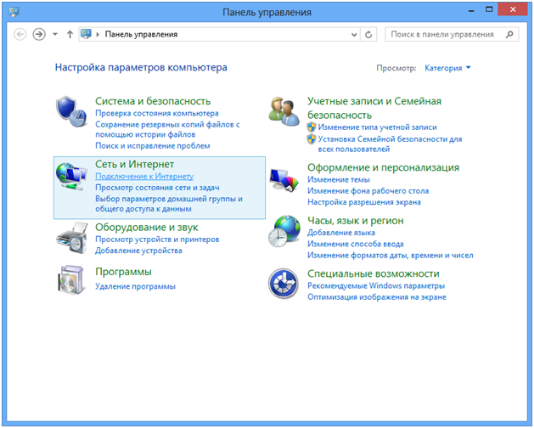 Панель управления
Панель управления
Поиск в панели управления
Настройка параметров компьютера
Просмотр: Категория
Система и безопасность
Проверка состояния компьютера
Сохранение резервных копий файлов с
помощью истории файлов
Поиск и исправление проблем
Сеть и Интернет
Подключение к Интернету
Просмотр состояния сети и задач
Выбор параметров домашней группы и
общего доступа к данным
Оборудование и звук
Просмотр устройств и принтеров
Добавление устройства
Программы
Удаление программы
Учетные записи и Семейная
безопасность
Изменение типа учетной записи
Установка Семейной безопасности для
всех пользователей
Оформление и персонализация
Изменение темы
Изменение фона рабочего стола
Настройка разрешения экрана
Часы, язык и регион
Добавление языка
Изменение способа ввода
Изменение форматов даты, времени и чисел
Специальные возможности
Рекомендуемые Windows параметры
Оптимизация изображения на экране